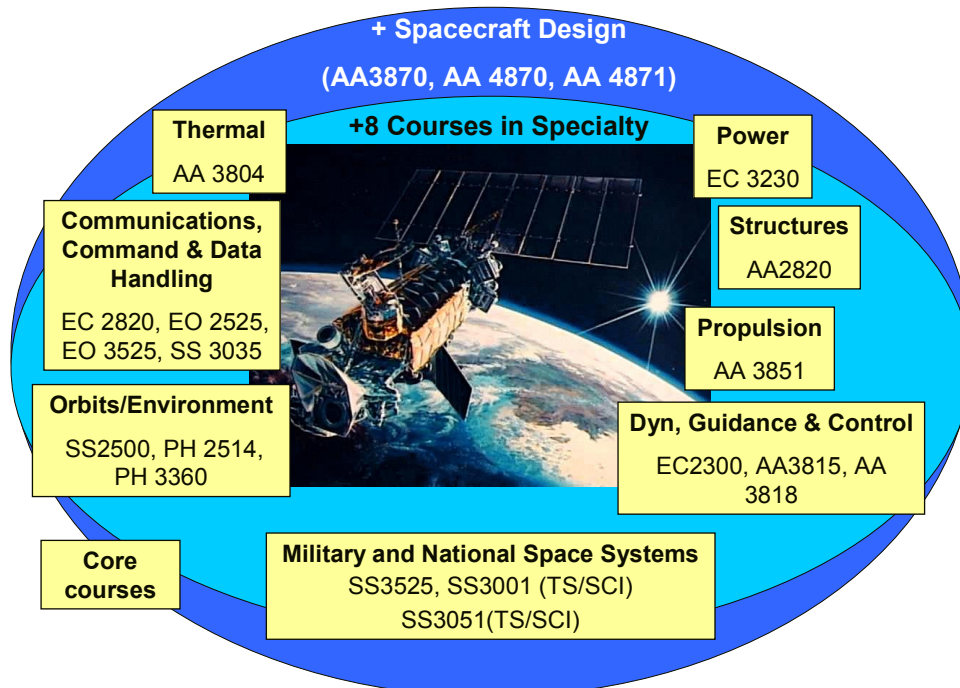 + Spacecraft Design
(AA3870, AA 4870, AA 4871)
+8 Courses in Specialty
Thermal
AA 3804
Power
EC 3230
Communications,
Command & Data
Handling
EC 2820, EO 2525,
EO 3525, SS 3035
Structures
AA2820
Propulsion
AA 3851
Orbits/Environment
SS2500, PH 2514,
PH 3360
Dyn, Guidance & Control
EC2300, AA3815, AA
3818
Core
courses
Military and National Space Systems
SS3525, SS3001 (TS/SCI)
SS3051(TS/SCI)